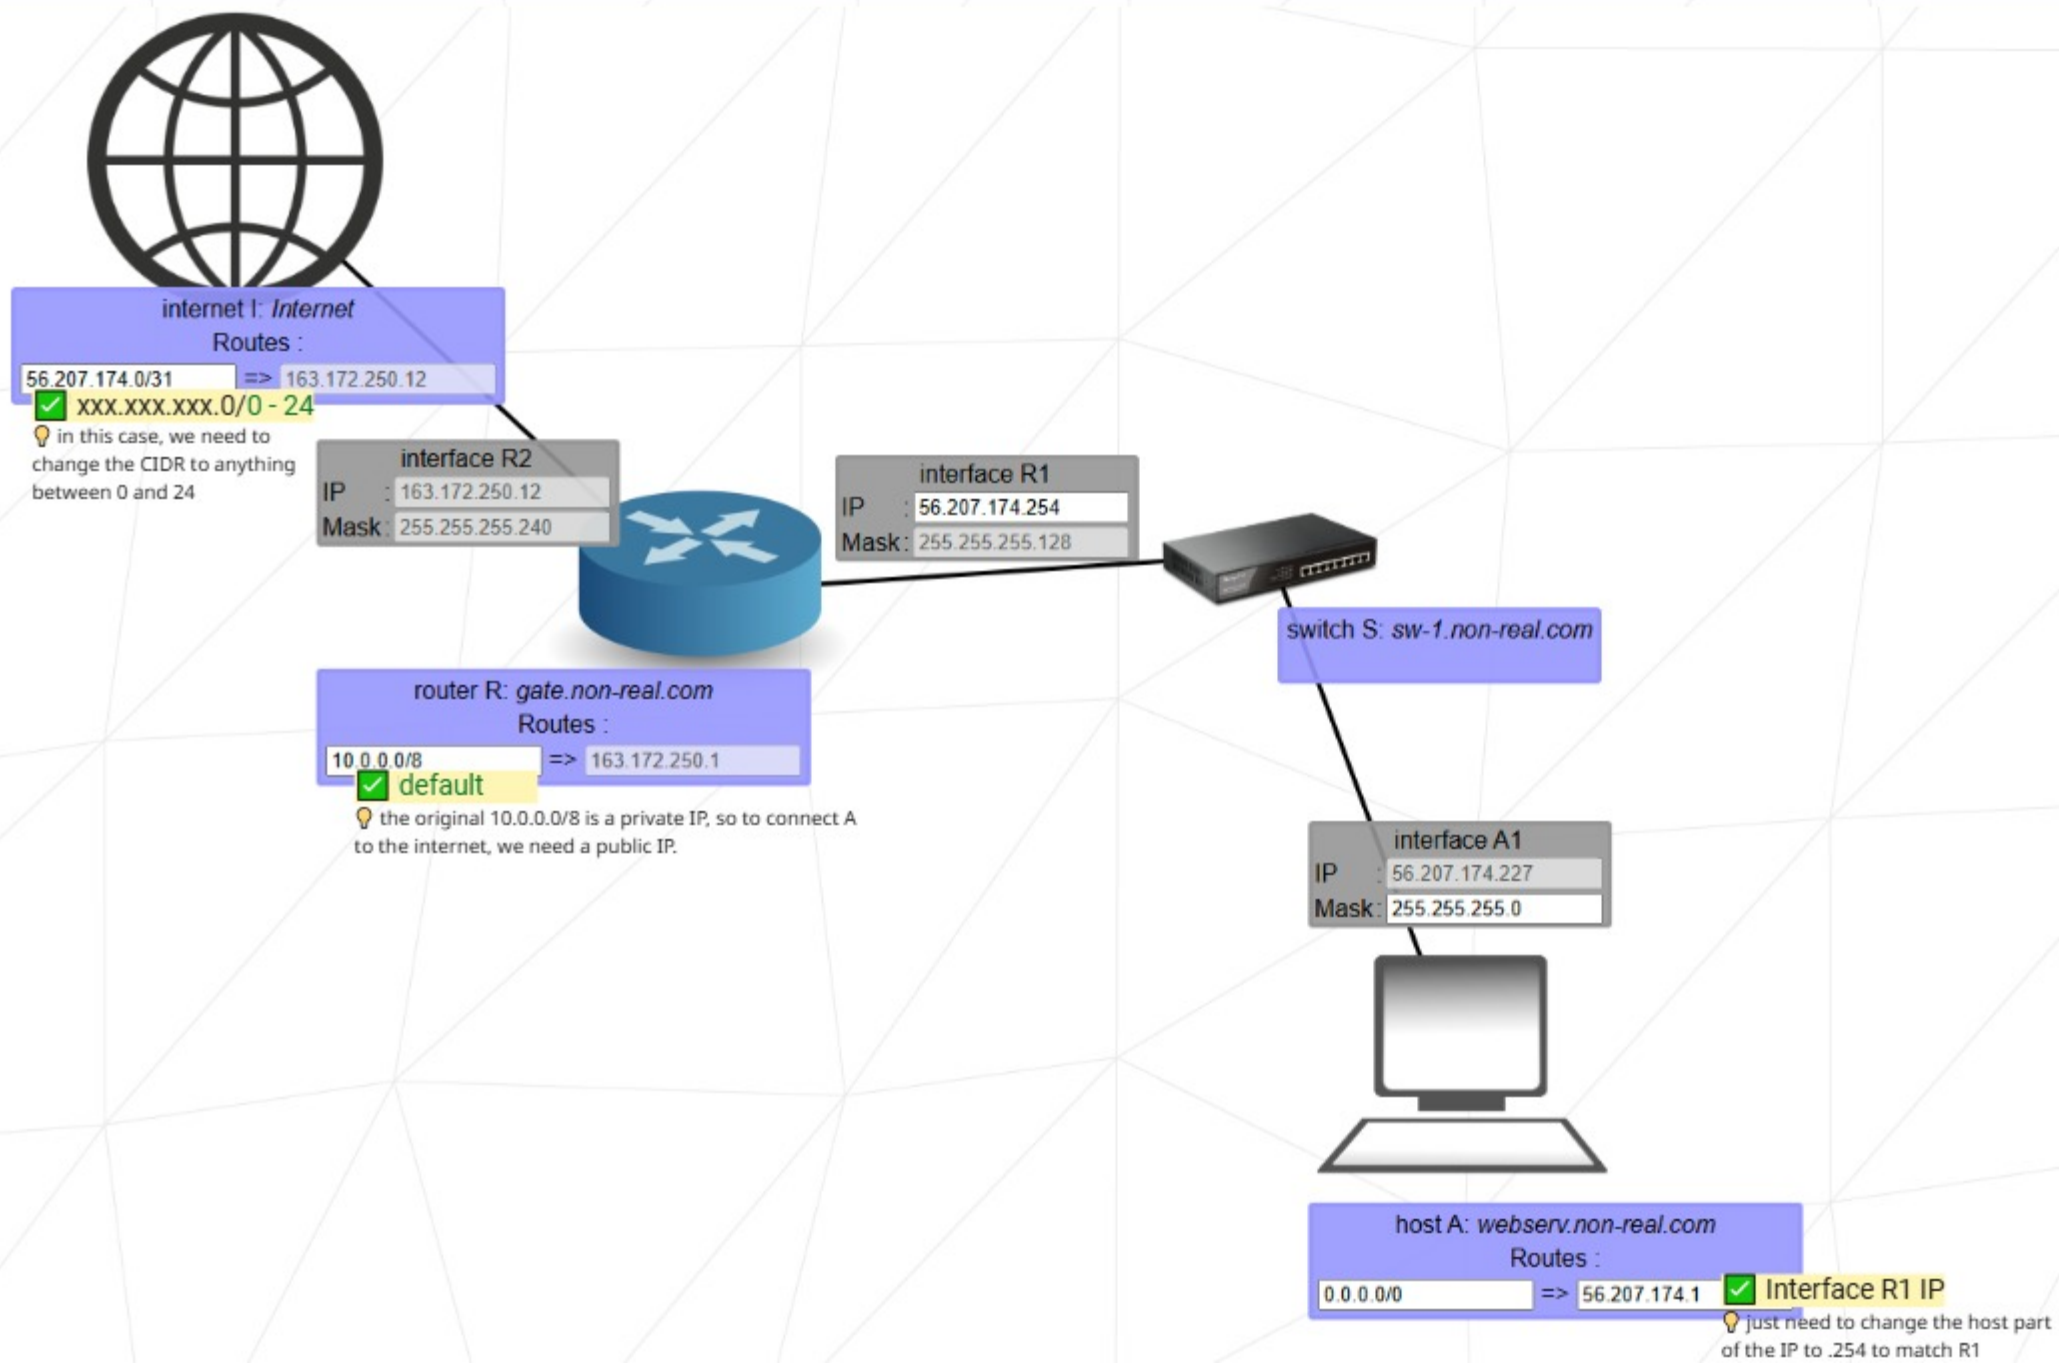 internet I: Internet
Routes :
56.207.174.0/31 => 163.172.250.12
✅ xxx.xxx.xxx.0/0 - 24
💡 in this case, we need to
change the CIDR to anything
between 0 and 24
interface R2
IP : 163.172.250.12
Mask : 255.255.255.240
interface R1
IP : 56.207.174.254
Mask : 255.255.255.128
switch S: sw-1.non-real.com
router R: gate.non-real.com
Routes :
10.0.0.0/8 => 163.172.250.1
✅ default
💡 the original 10.0.0.0/8 is a private IP, so to connect A
to the internet, we need a public IP.
interface A1
IP : 56.207.174.227
Mask : 255.255.255.0
host A: webserv.non-real.com
Routes :
0.0.0.0/0 => 56.207.174.1
✅ Interface R1 IP
💡 just need to change the host part
of the IP to .254 to match R1